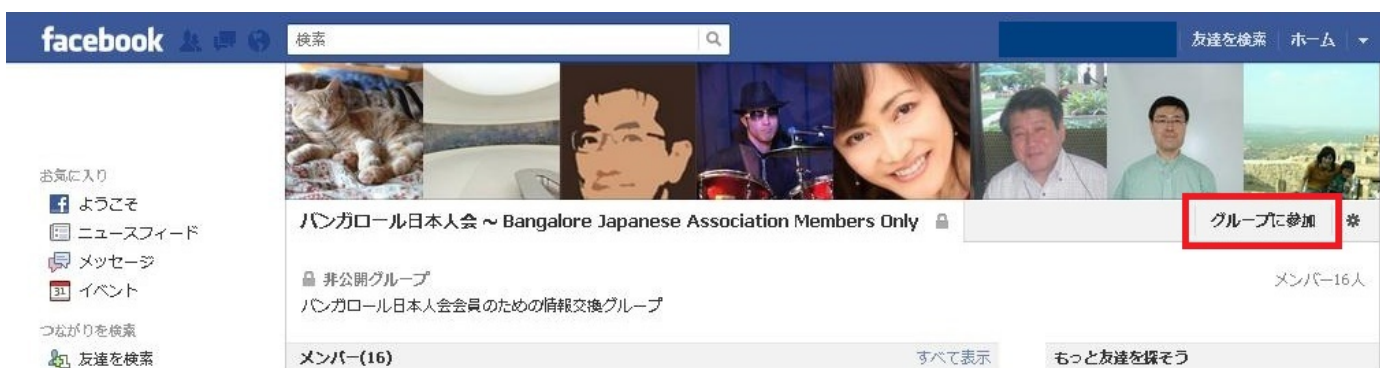 facebook 検索 友達を検索 ホーム
お気に入り
ようこそ
ニュースフィード
メッセージ
31 イベント
つながりを検索
友達を検索
バンガロール日本人会 ~ Bangalore Japanese Association Members Only グループに参加
非公開グループ メンバー16人
バンガロール日本人会会員のための情報交換グループ
メンバー(16) すべて表示 もっと友達を探そう